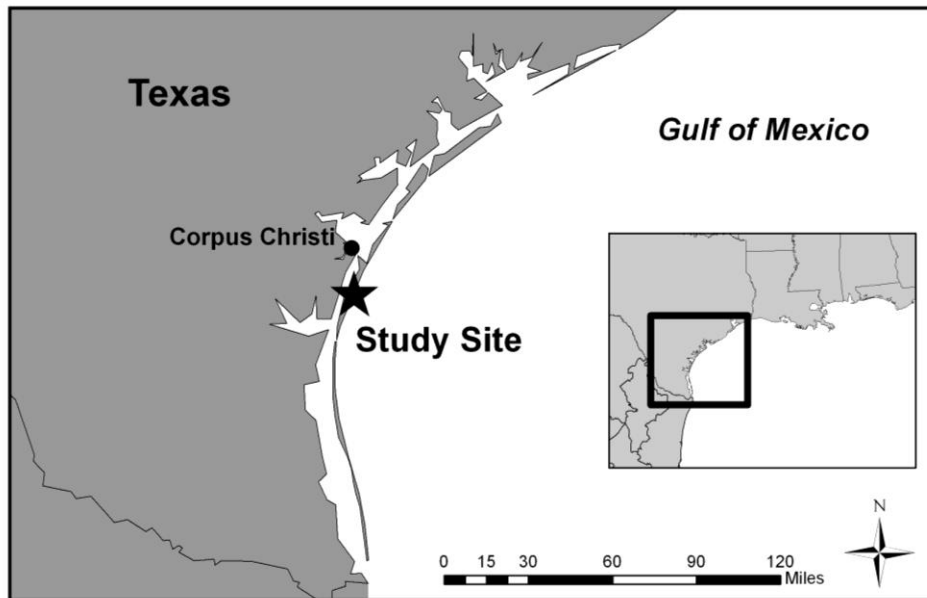 Texas
Gulf of Mexico
Corpus Christi
Study Site
N
0 15 30 60 90 120
Miles